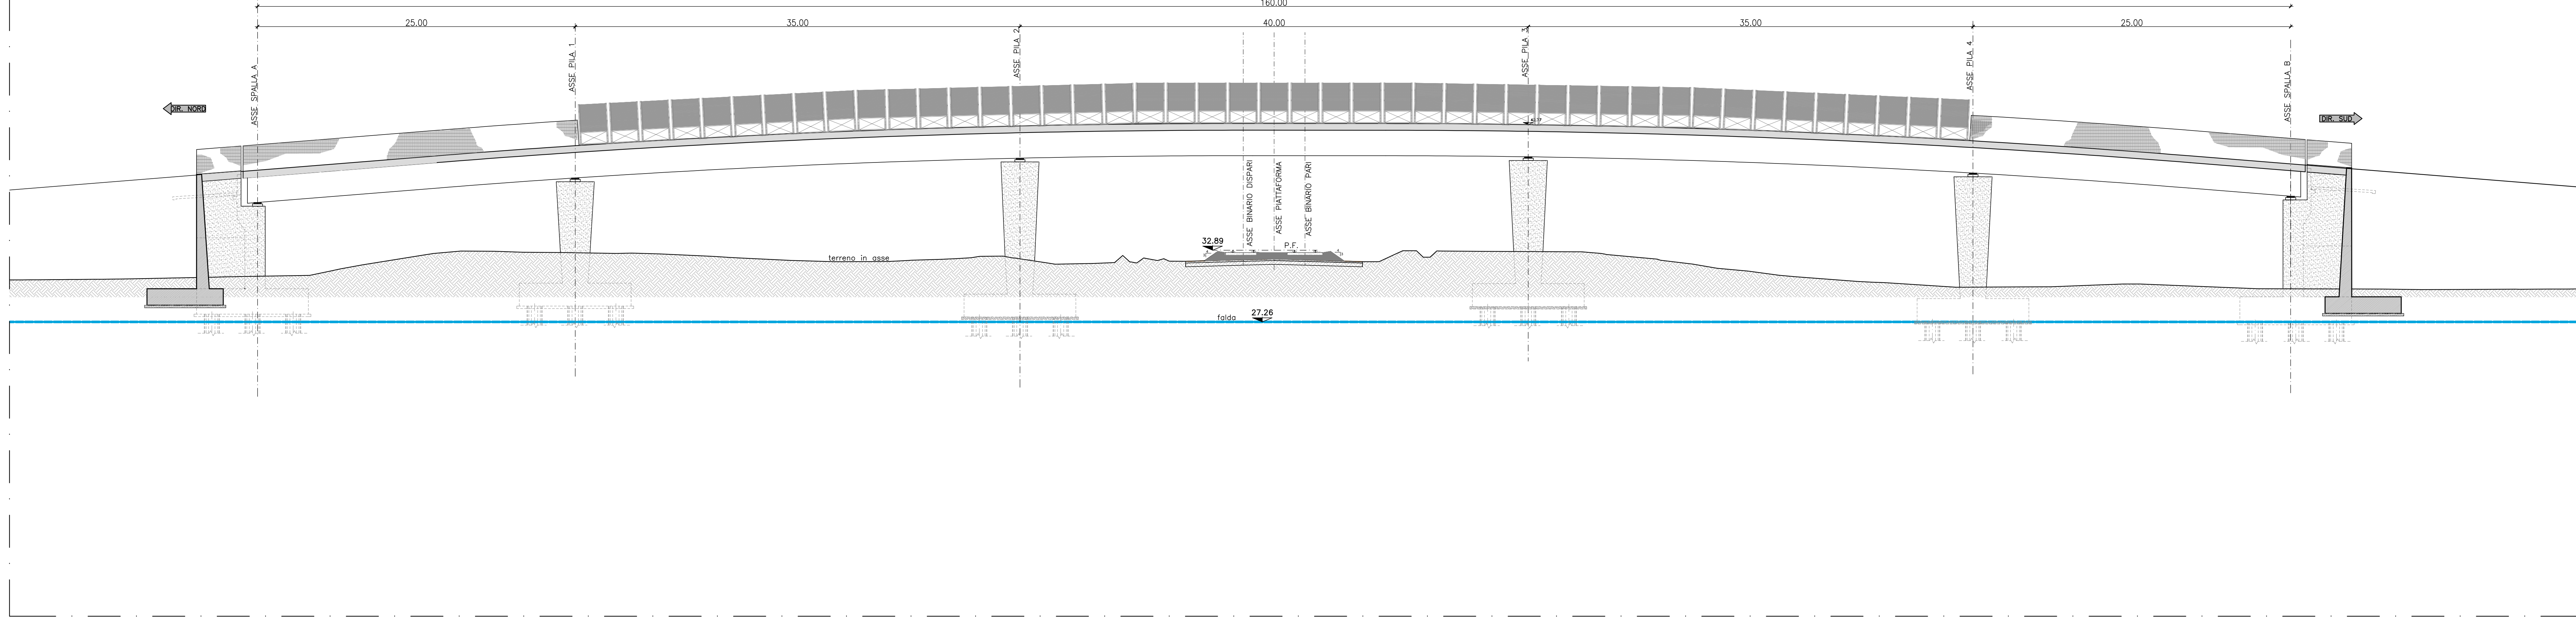 160.00
25.00
35.00
40.00
35.00
25.00
ASSE SPALLA A
ASSE PILA 1
ASSE PILA 2
ASSE PILA 3
ASSE PILA 4
ASSE SPALLA B
DIR. NORD
DIR. SUD
ASSE BINARIO DISPARI
ASSE PIATTAFORMA
ASSE BINARIO PARI
32.89
P.F.
terreno in asse
falda
27.26